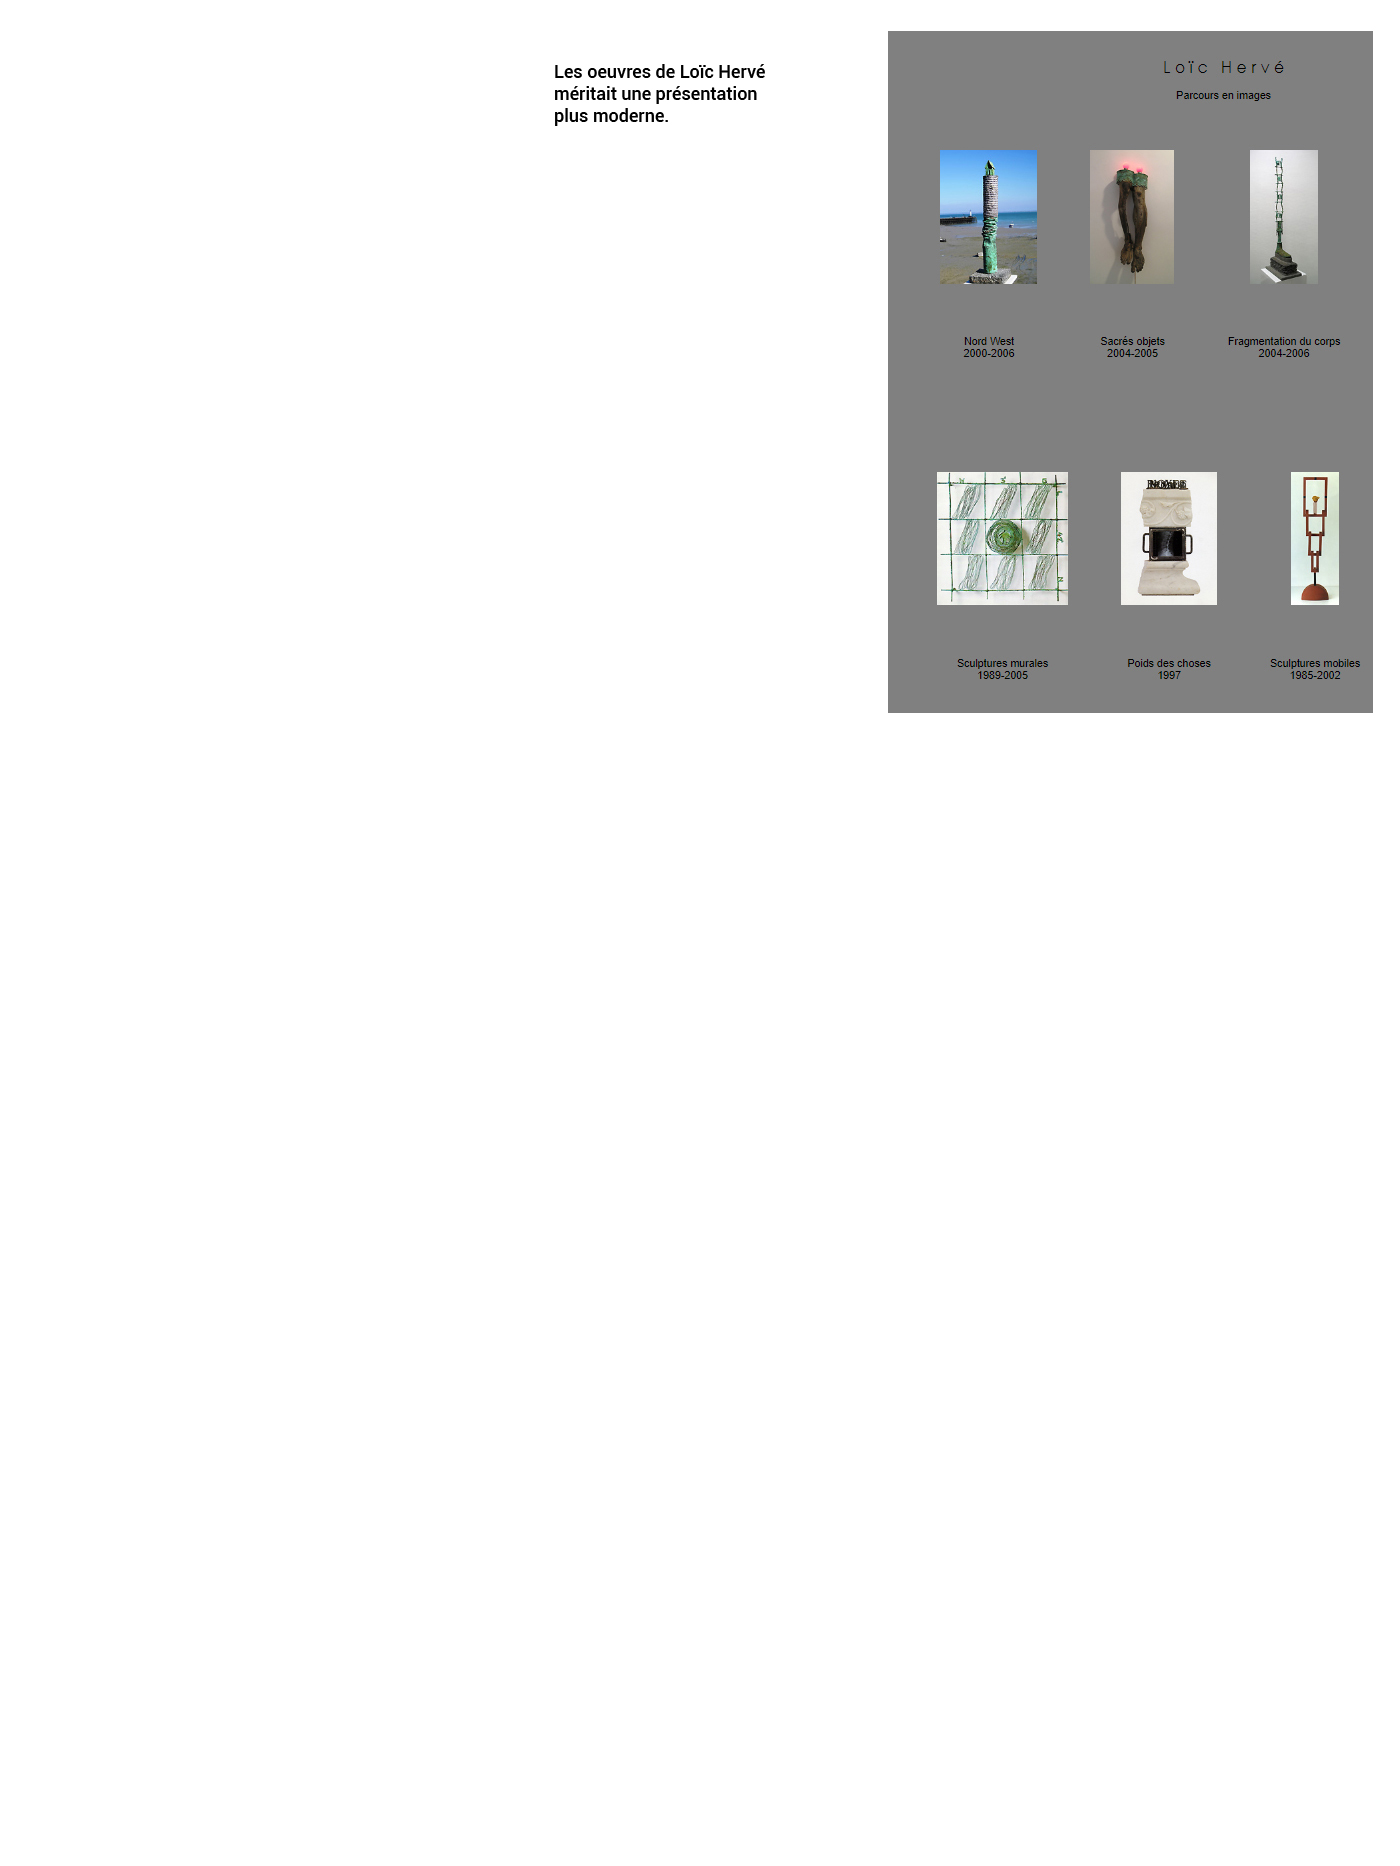 Les oeuvres de Loïc Hervé
méritait une présentation
plus moderne.
Loïc Hervé
Parcours en images
Nord West
2000-2006
Sacrés objets
2004-2005
Fragmentation du corps
2004-2006
Sculptures murales
1989-2005
Poids des choses
1997
Sculptures mobiles
1985-2002